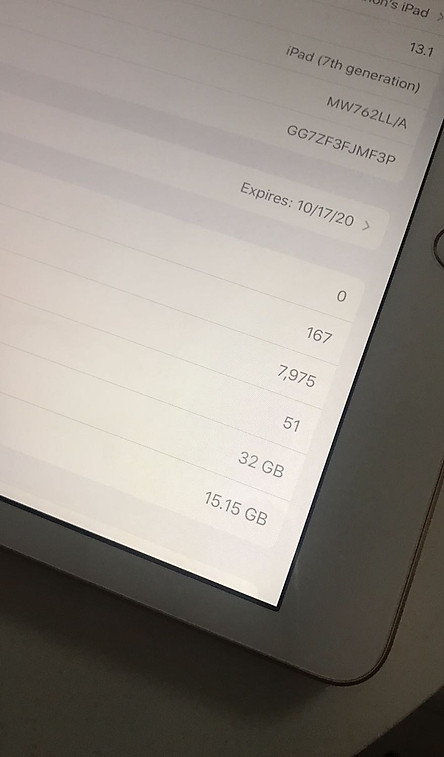 iPad
13.1
iPad (7th generation)
MW762LL/A
GG7ZF3FJMF3P
Expires: 10/17/20
0
167
7,975
51
32 GB
15.15 GB